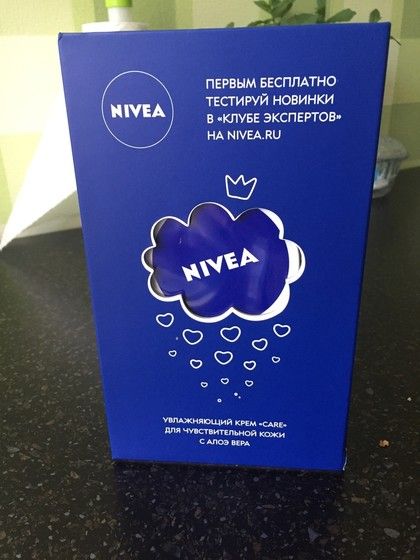 NIVEA
ПЕРВЫМ БЕСПЛАТНО
ТЕСТИРУЙ НОВИНКИ
В «КЛУБЕ ЭКСПЕРТОВ»
НА NIVEA.RU
NIVEA
УВЛАЖНЯЮЩИЙ КРЕМ «CARE»
ДЛЯ ЧУВСТВИТЕЛЬНОЙ КОЖИ
С АЛОЭ ВЕРА